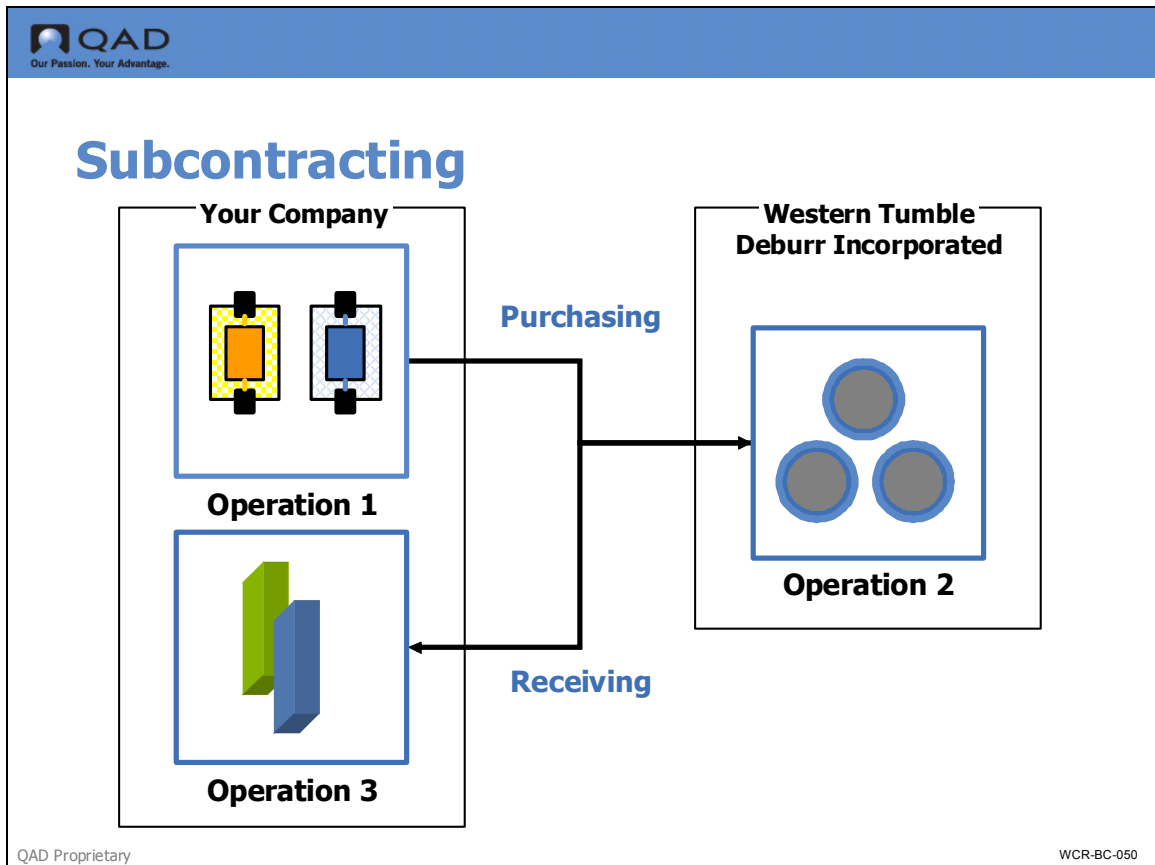 QAD
Our Passion. Your Advantage.
Subcontracting
Your Company
Western Tumble
Deburr Incorporated
Purchasing
Operation 1
Operation 2
Receiving
Operation 3
QAD Proprietary
WCR-BC-050